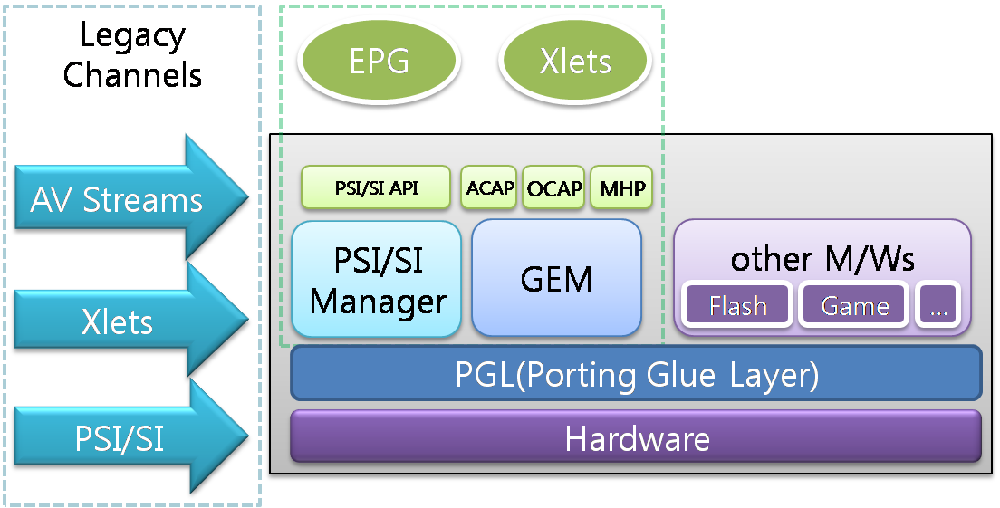 Legacy
Channels
AV Streams
Xlets
PSI/SI
EPG
Xlets
PSI/SI API
ACAP
OCAP
MHP
PSI/SI
Manager
GEM
other M/Ws
Flash
Game
...
PGL(Porting Glue Layer)
Hardware